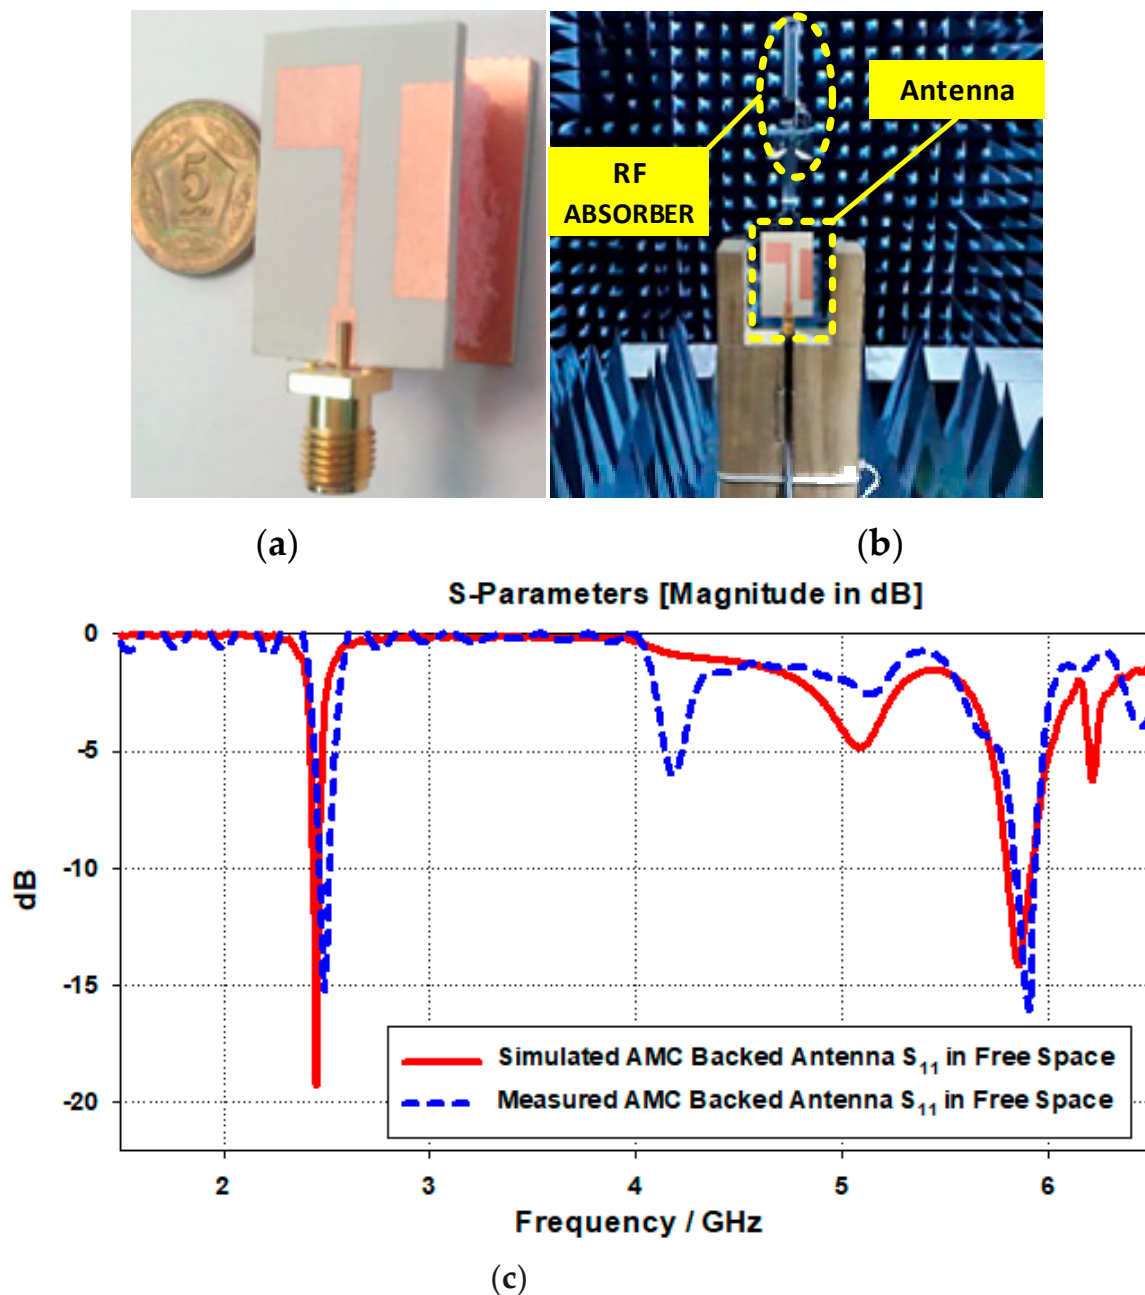 5
RF
ABSORBER
Antenna
(a)
(b)
S-Parameters [Magnitude in dB]
0
-5
-10
-15
-20
dB
Simulated AMC Backed Antenna S11 in Free Space
Measured AMC Backed Antenna S11 in Free Space
2
3
4
5
6
Frequency / GHz
(c)